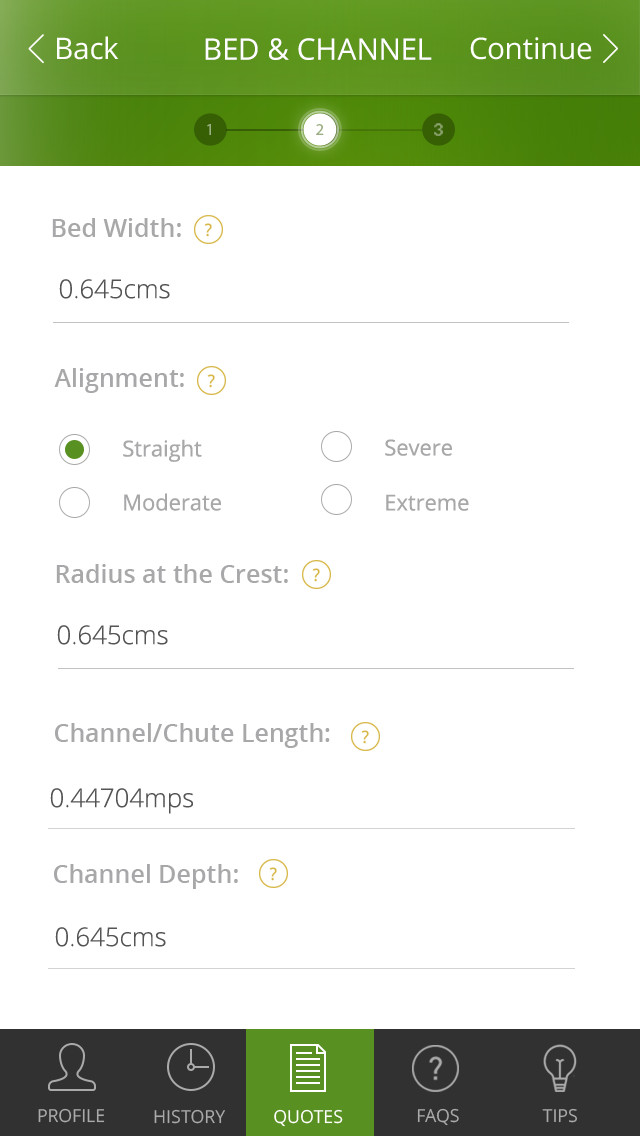 Back BED & CHANNEL Continue
1 2 3
Bed Width: ?
0.645cms
Alignment: ?
Straight Severe
Moderate Extreme
Radius at the Crest: ?
0.645cms
Channel/Chute Length: ?
0.44704mps
Channel Depth: ?
0.645cms
?
PROFILE HISTORY QUOTES FAQS TIPS